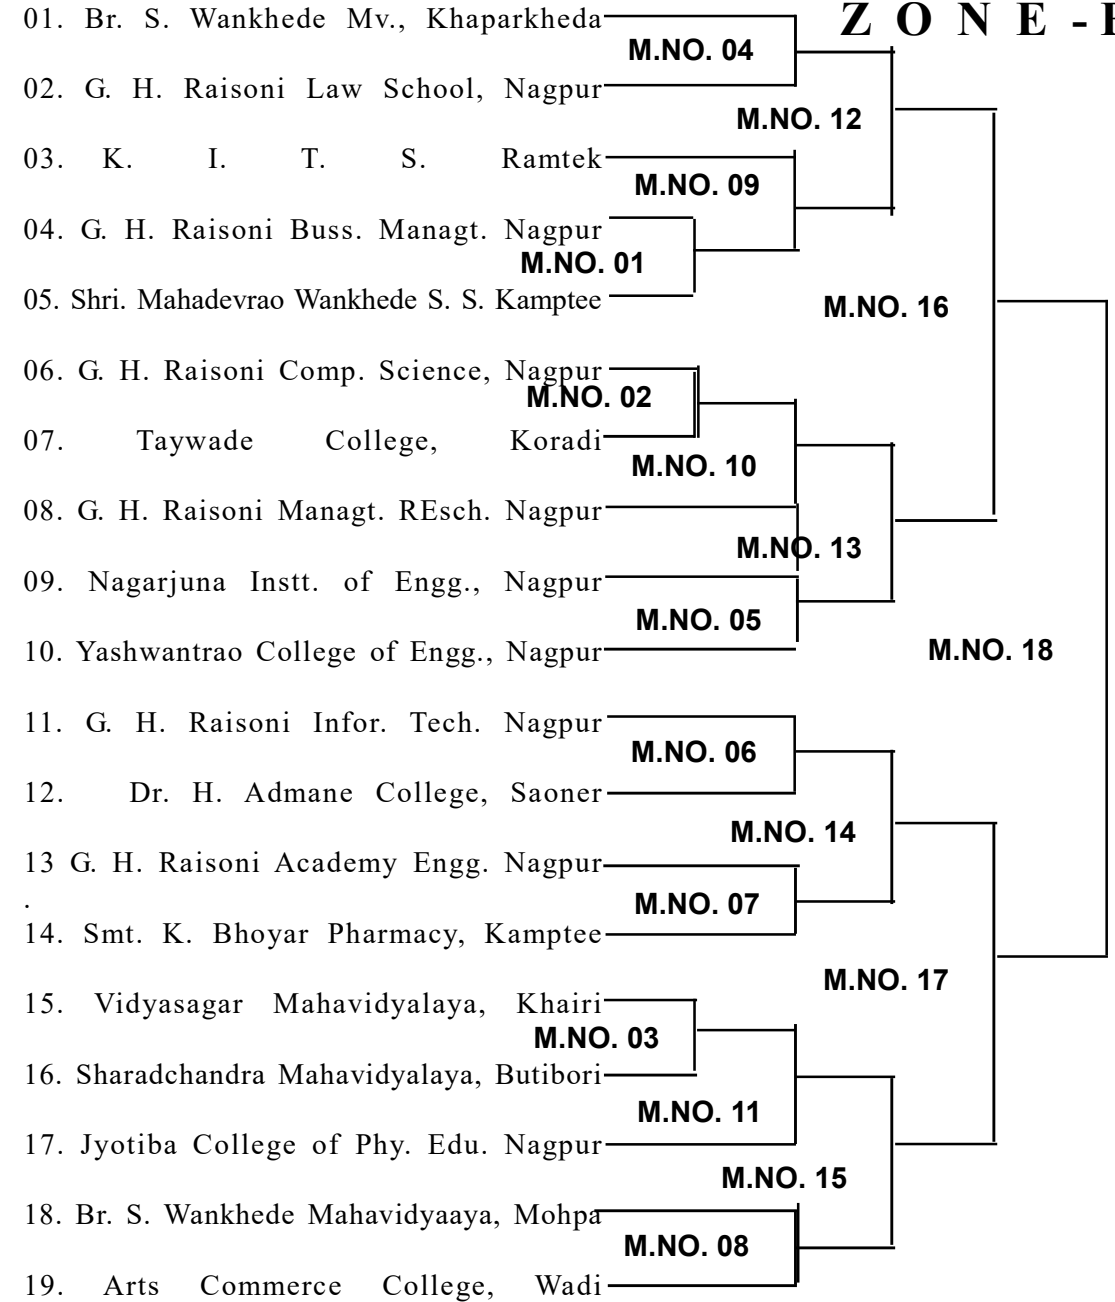 01. Br. S. Wankhede Mv., Khaparkheda
Z O N E -
M.NO. 04
02. G. H. Raisoni Law School, Nagpur
M.NO. 12
03. K. I. T. S. Ramtek
M.NO. 09
04. G. H. Raisoni Buss. Managt. Nagpur
M.NO. 01
05. Shri. Mahadevrao Wankhede S. S. Kamptee
M.NO. 16
06. G. H. Raisoni Comp. Science, Nagpur
M.NO. 02
07. Taywade College, Koradi
M.NO. 10
08. G. H. Raisoni Managt. REsch. Nagpur
M.NO. 13
09. Nagarjuna Instt. of Engg., Nagpur
M.NO. 05
10. Yashwantrao College of Engg., Nagpur
M.NO. 18
11. G. H. Raisoni Infor. Tech. Nagpur
M.NO. 06
12. Dr. H. Admane College, Saoner
M.NO. 14
13 G. H. Raisoni Academy Engg. Nagpur
.
M.NO. 07
14. Smt. K. Bhoyar Pharmacy, Kamptee
M.NO. 17
15. Vidyasagar Mahavidyalaya, Khairi
M.NO. 03
16. Sharadchandra Mahavidyalaya, Butibori
M.NO. 11
17. Jyotiba College of Phy. Edu. Nagpur
M.NO. 15
18. Br. S. Wankhede Mahavidyaaya, Mohpa
M.NO. 08
19. Arts Commerce College, Wadi